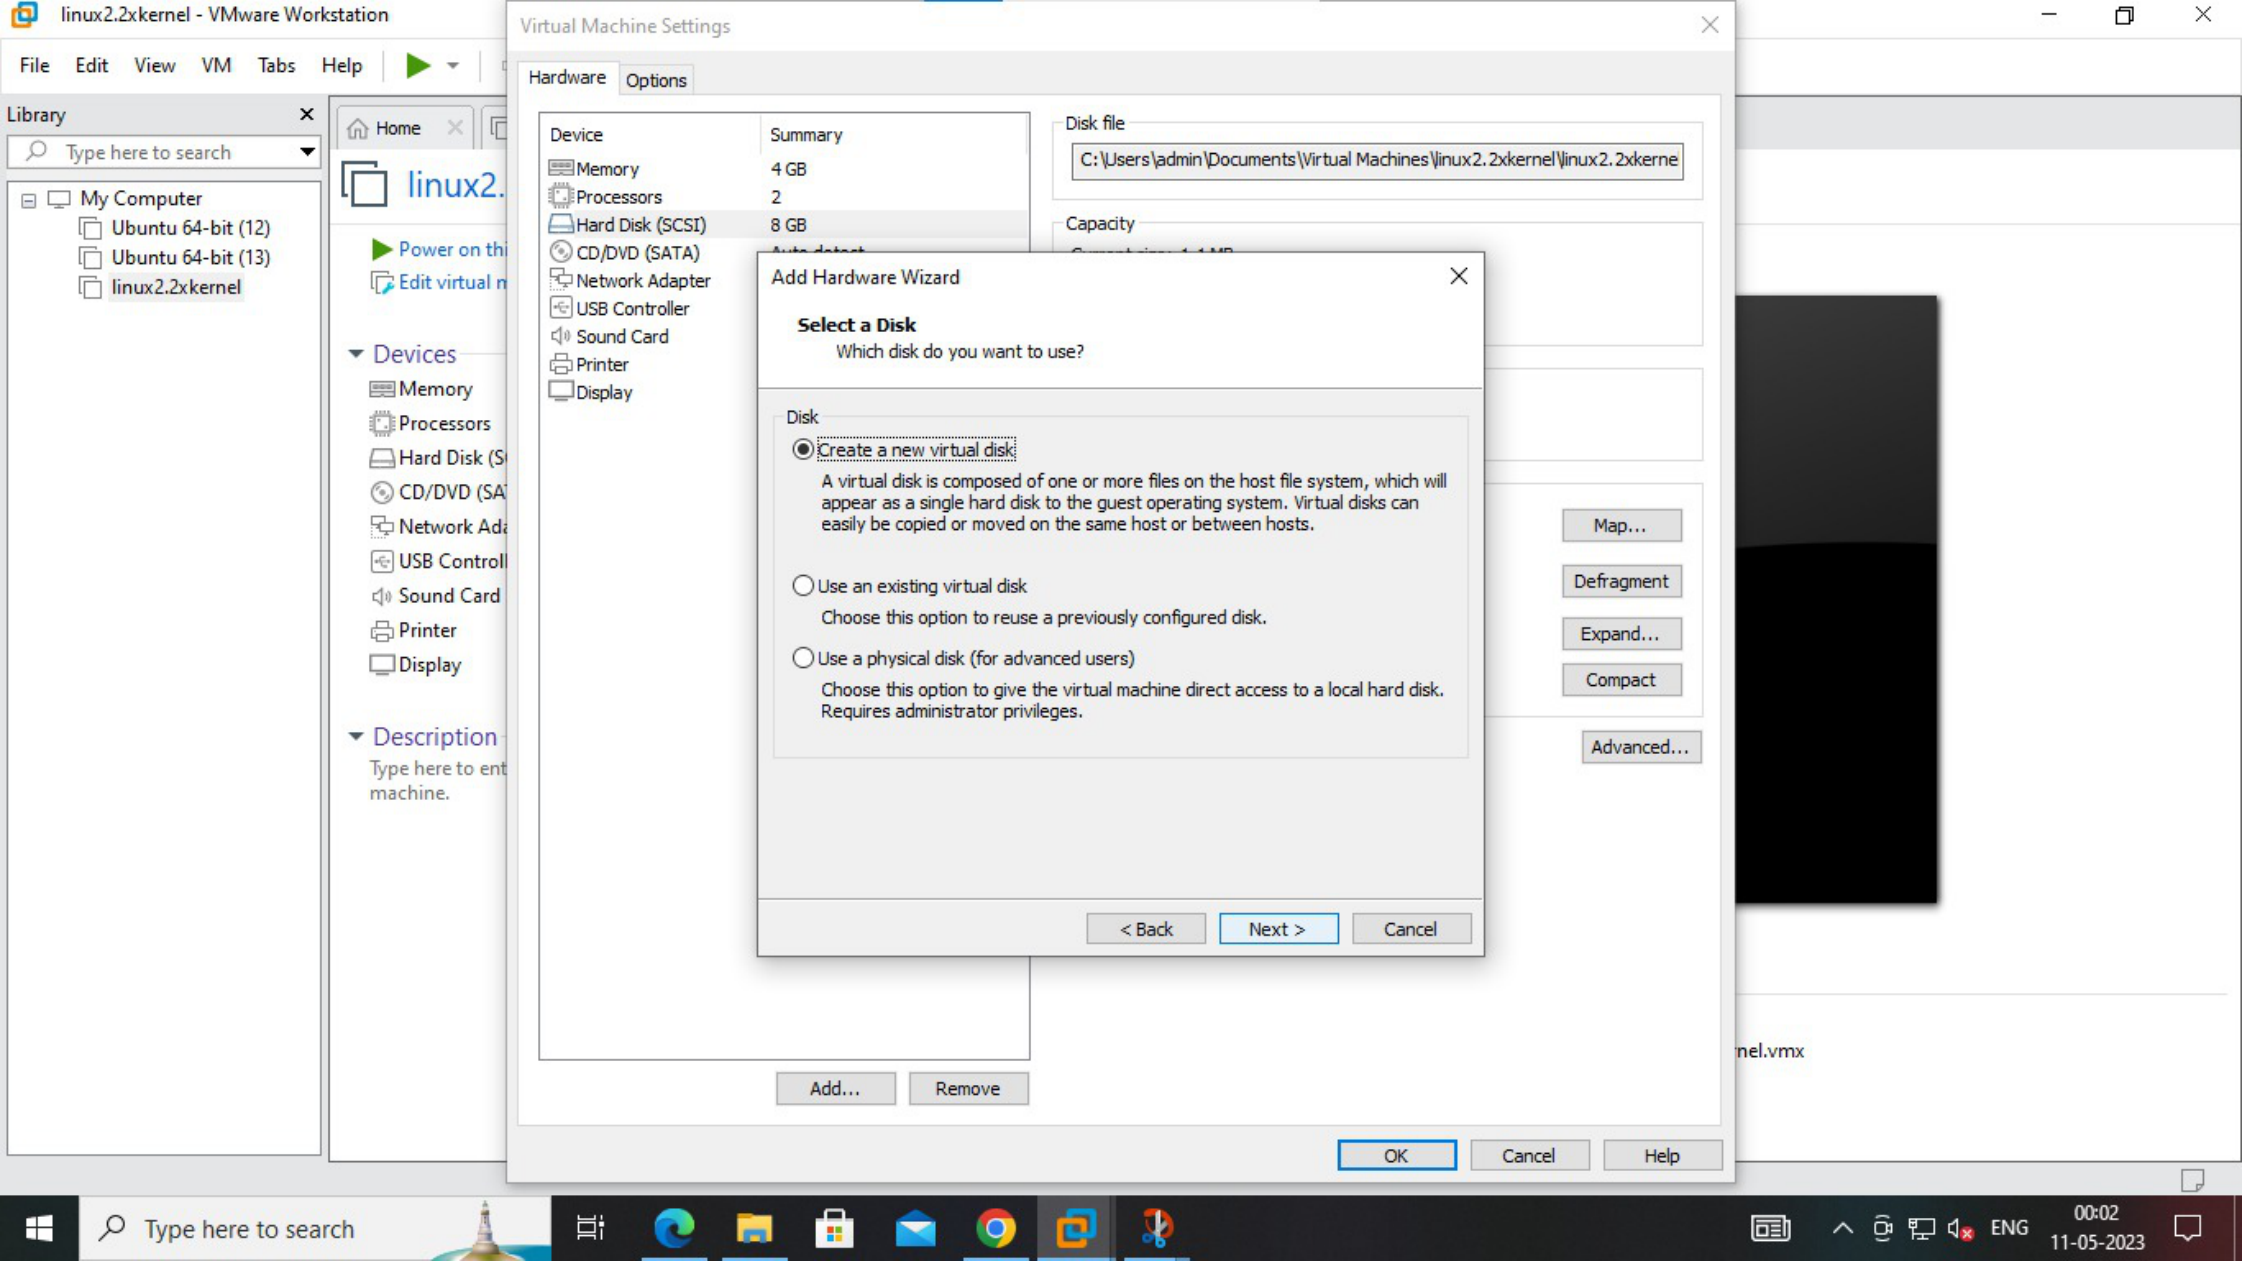 linux2.2xkernel - VMware Workstation
File Edit View VM Tabs Help
Library
Type here to search
My Computer
Ubuntu 64-bit (12)
Ubuntu 64-bit (13)
linux2.2xkernel
Home
linux2.
Power on thi
Edit virtual m
Devices
Memory
Processors
Hard Disk (S
CD/DVD (SA
Network Ada
USB Controll
Sound Card
Printer
Display
Description
Type here to ent
machine.
Virtual Machine Settings
Hardware Options
Device Summary
Memory 4 GB
Processors 2
Hard Disk (SCSI) 8 GB
CD/DVD (SATA) Auto detect
Network Adapter
USB Controller
Sound Card
Printer
Display
Add... Remove
Disk file
C:\Users\admin\Documents\Virtual Machines\linux2.2xkernel\linux2.2xkerne
Capacity
Current size: 1.1 MB
Map...
Defragment
Expand...
Compact
Advanced...
OK Cancel Help
Add Hardware Wizard
Select a Disk
Which disk do you want to use?
Disk
Create a new virtual disk
A virtual disk is composed of one or more files on the host file system, which will
appear as a single hard disk to the guest operating system. Virtual disks can
easily be copied or moved on the same host or between hosts.
Use an existing virtual disk
Choose this option to reuse a previously configured disk.
Use a physical disk (for advanced users)
Choose this option to give the virtual machine direct access to a local hard disk.
Requires administrator privileges.
< Back Next > Cancel
rnel.vmx
Type here to search
ENG
00:02
11-05-2023